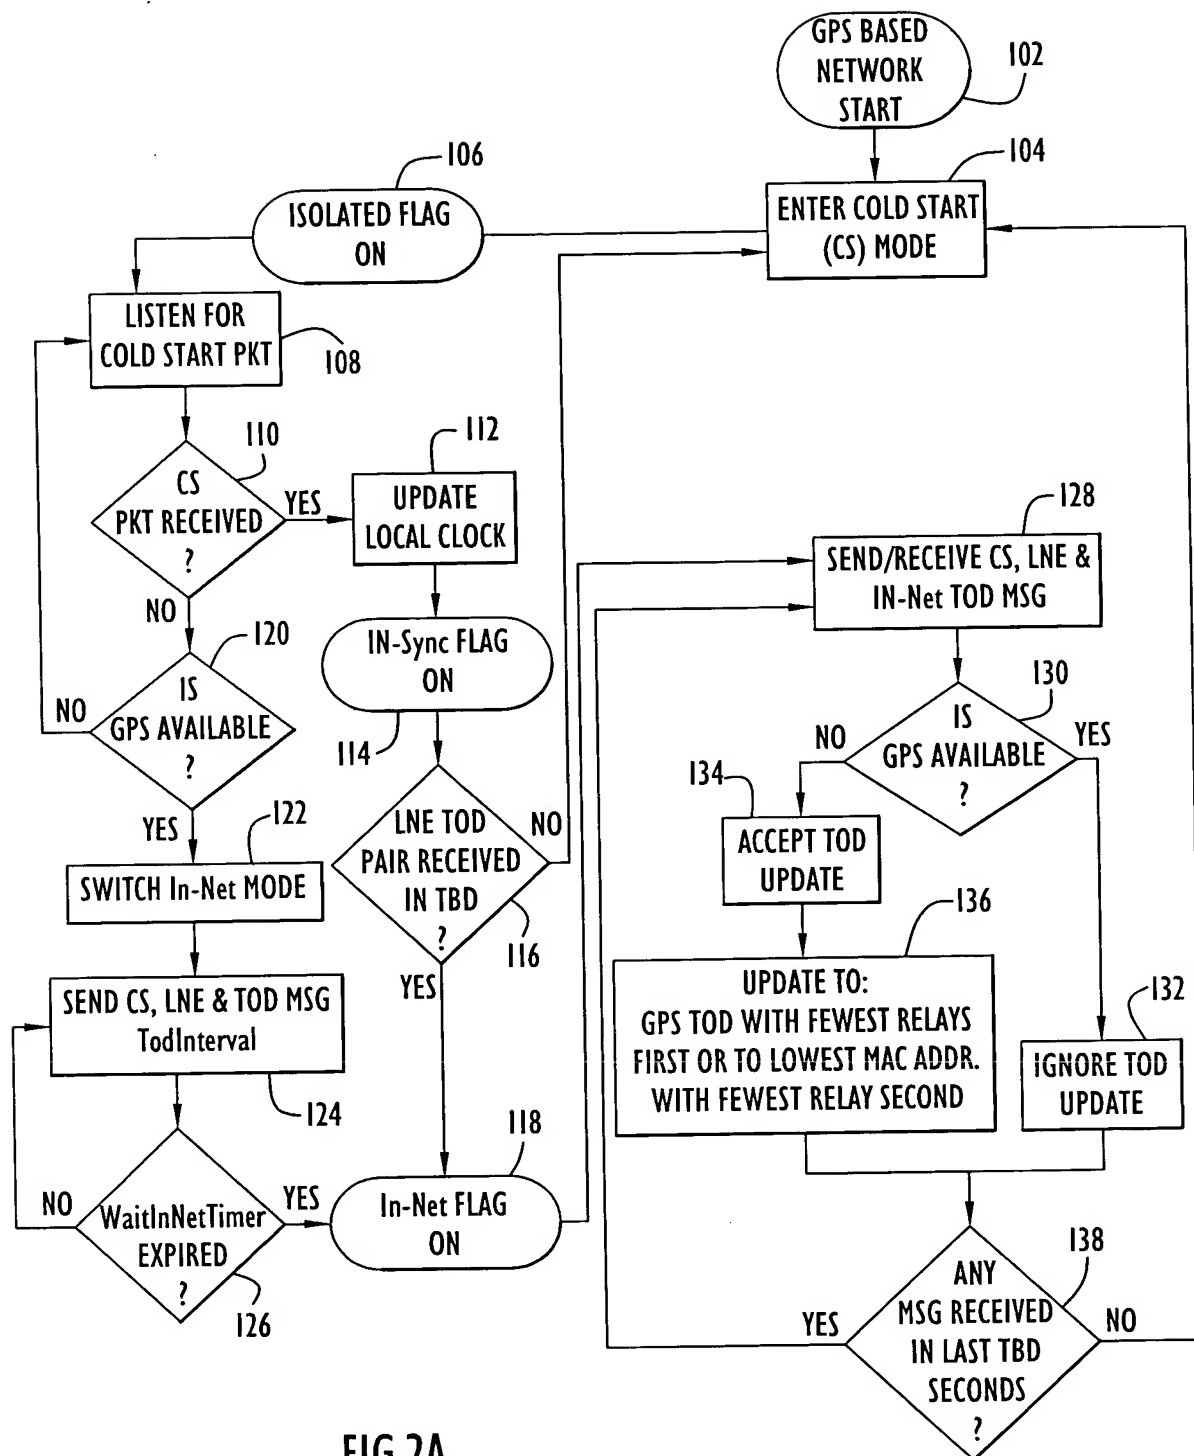 GPS BASED
NETWORK
START
102
104
ENTER COLD START
(CS) MODE
106
ISOLATED FLAG
ON
LISTEN FOR
COLD START PKT
108
110
CS
PKT RECEIVED
?
YES
NO
112
UPDATE
LOCAL CLOCK
IN-Sync FLAG
ON
114
120
IS
GPS AVAILABLE
?
NO
YES
LNE TOD
PAIR RECEIVED
IN TBD
?
NO
116
YES
122
SWITCH In-Net MODE
SEND CS, LNE & TOD MSG
TodInterval
124
WaitInNetTimer
EXPIRED
?
NO
YES
126
118
In-Net FLAG
ON
128
SEND/RECEIVE CS, LNE &
IN-Net TOD MSG
130
IS
GPS AVAILABLE
?
NO
YES
134
ACCEPT TOD
UPDATE
136
UPDATE TO:
GPS TOD WITH FEWEST RELAYS
FIRST OR TO LOWEST MAC ADDR.
WITH FEWEST RELAY SECOND
132
IGNORE TOD
UPDATE
138
ANY
MSG RECEIVED
IN LAST TBD
SECONDS
?
YES
NO
FIG.2A